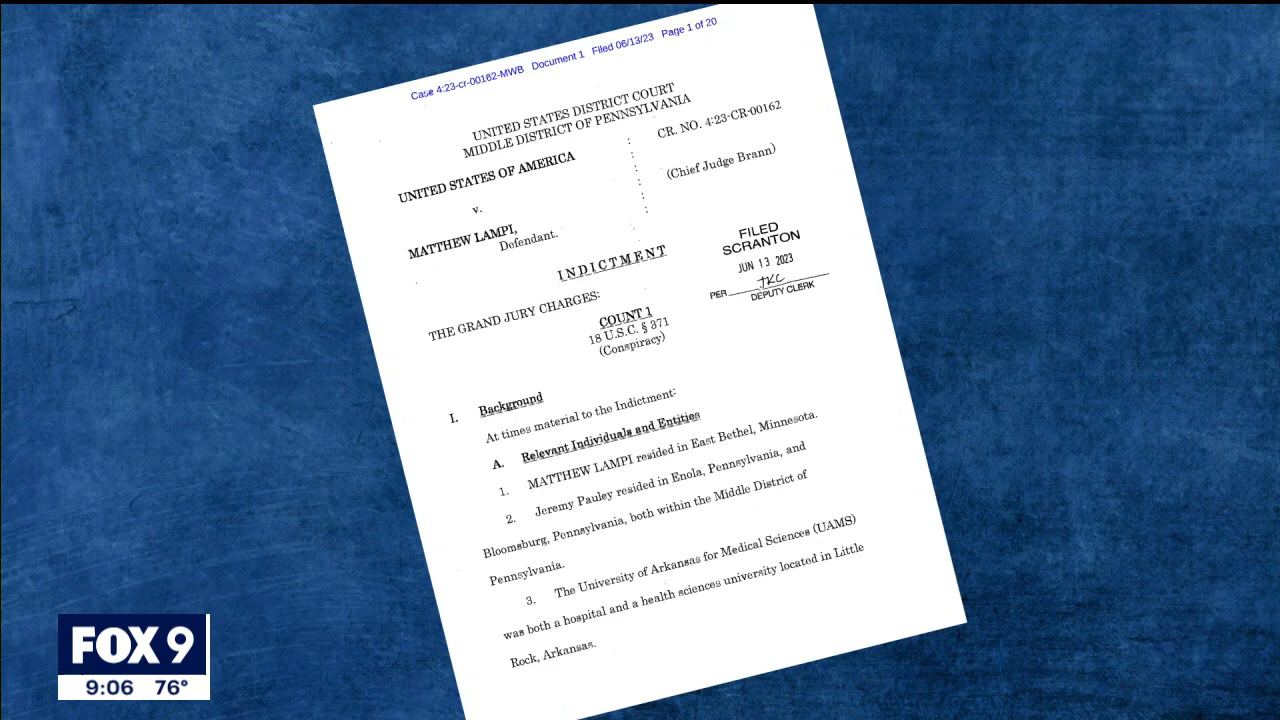 Case 4:23-cr-00162-MWB Document 1 Filed 06/13/23 Page 1 of 20
UNITED STATES DISTRICT COURT
MIDDLE DISTRICT OF PENNSYLVANIA
UNITED STATES OF AMERICA
v.
MATTHEW LAMPI,
Defendant.
CR. NO. 4:23-CR-00162
(Chief Judge Brann)
INDICTMENT
FILED
SCRANTON
JUN 13 2023
PER JKC
DEPUTY CLERK
THE GRAND JURY CHARGES:
COUNT 1
18 U.S.C. § 371
(Conspiracy)
I. Background
At times material to the Indictment:
A. Relevant Individuals and Entities
1. MATTHEW LAMPI resided in East Bethel, Minnesota.
2. Jeremy Pauley resided in Enola, Pennsylvania, and
Bloomsburg, Pennsylvania, both within the Middle District of
Pennsylvania.
3. The University of Arkansas for Medical Sciences (UAMS)
was both a hospital and a health sciences university located in Little
Rock, Arkansas.
FOX 9
9:06 76°